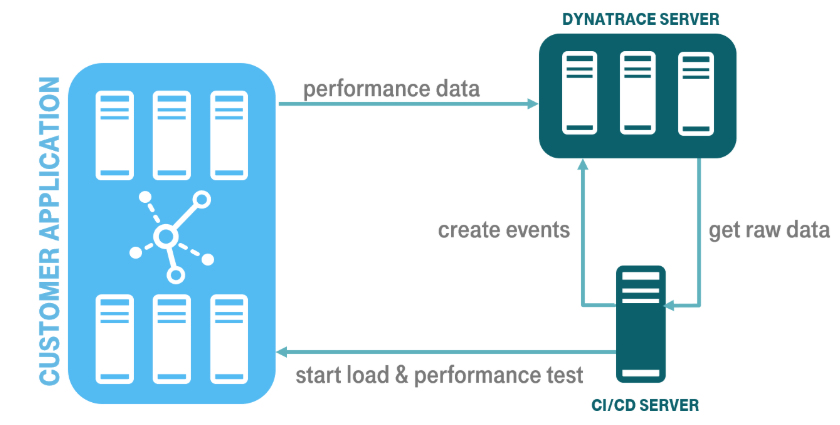 DYNATRACE SERVER
performance data
CUSTOMER APPLICATION
create events
get raw data
start load & performance test
CI/CD SERVER